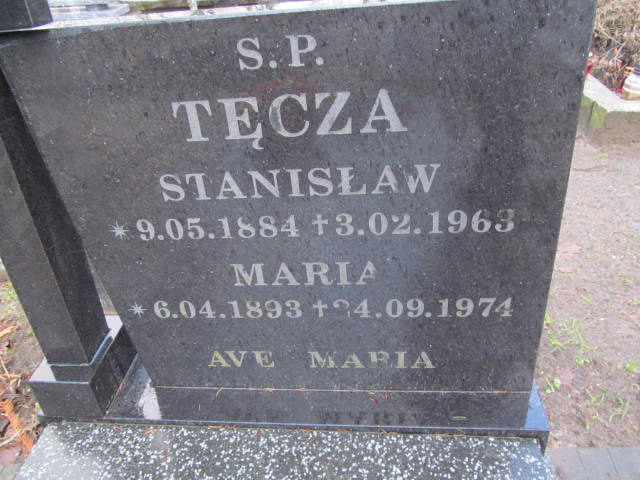 S.P.
TĘCZA
STANISŁAW
*9.05.1884 †3.02.1963
MARIA
*6.04.1893 †24.09.1974
AVE MARIA